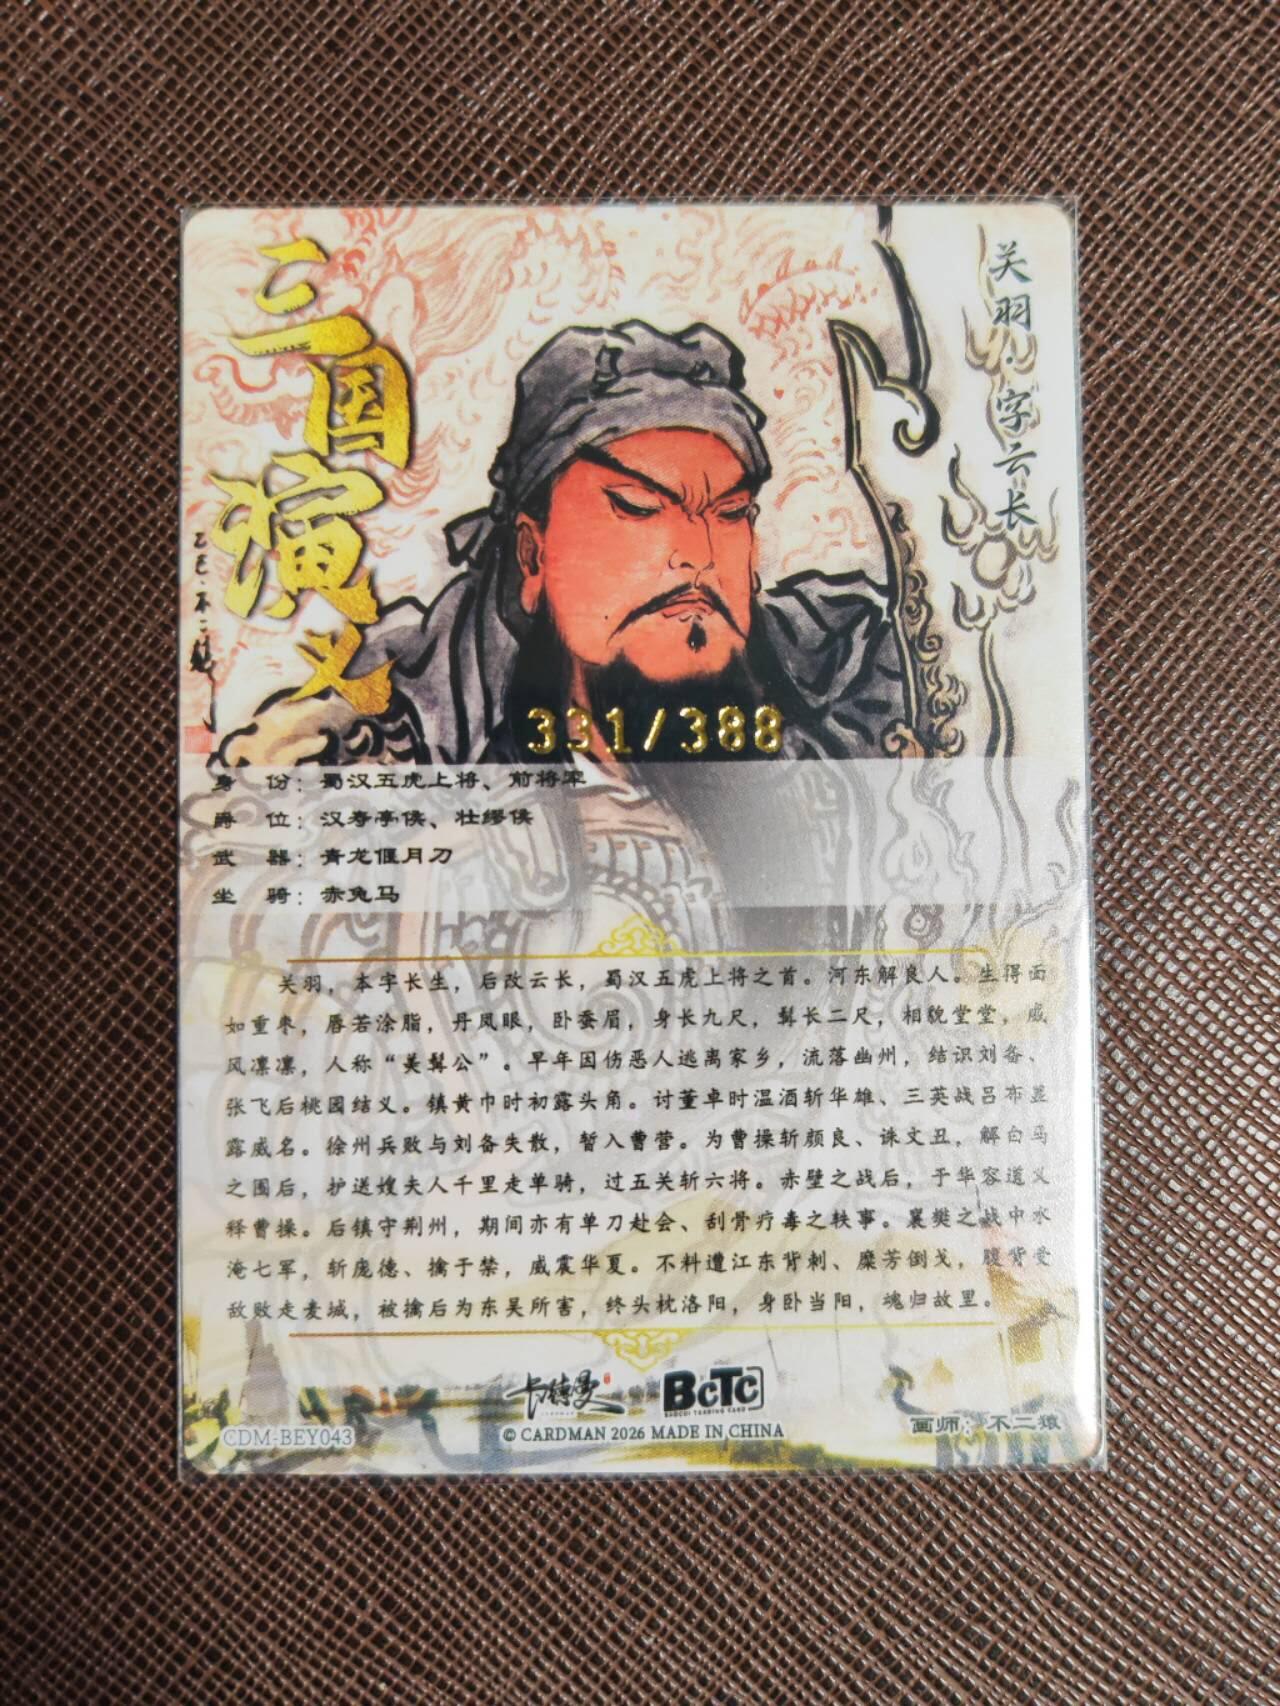 三国演义
关羽·字云长
乙巳·不二猿
331/388
身 份：蜀汉五虎上将、前将军
爵 位：汉寿亭侯、壮缪侯
武 器：青龙偃月刀
坐 骑：赤兔马
关羽，本字长生，后改云长，蜀汉五虎上将之首。河东解良人。生得面
如重枣，唇若涂脂，丹凤眼，卧蚕眉，身长九尺，髯长二尺，相貌堂堂，威
风凛凛，人称“美髯公”。早年因伤恶人逃离家乡，流落幽州，结识刘备、
张飞后桃园结义。镇黄巾时初露头角。讨董卓时温酒斩华雄、三英战吕布显
露威名。徐州兵败与刘备失散，暂入曹营。为曹操斩颜良、诛文丑，解白马
之围后，护送嫂夫人千里走单骑，过五关斩六将。赤壁之战后，于华容道义
释曹操。后镇守荆州，期间亦有单刀赴会、刮骨疗毒之轶事。襄樊之战中水
淹七军，斩庞德、擒于禁，威震华夏。不料遭江东背刺、糜芳倒戈，腹背受
敌败走麦城，被擒后为东吴所害，终头枕洛阳，身卧当阳，魂归故里。
卡德曼 BCTC
CDM-BEY043
© CARDMAN 2026 MADE IN CHINA
画师：不二猿